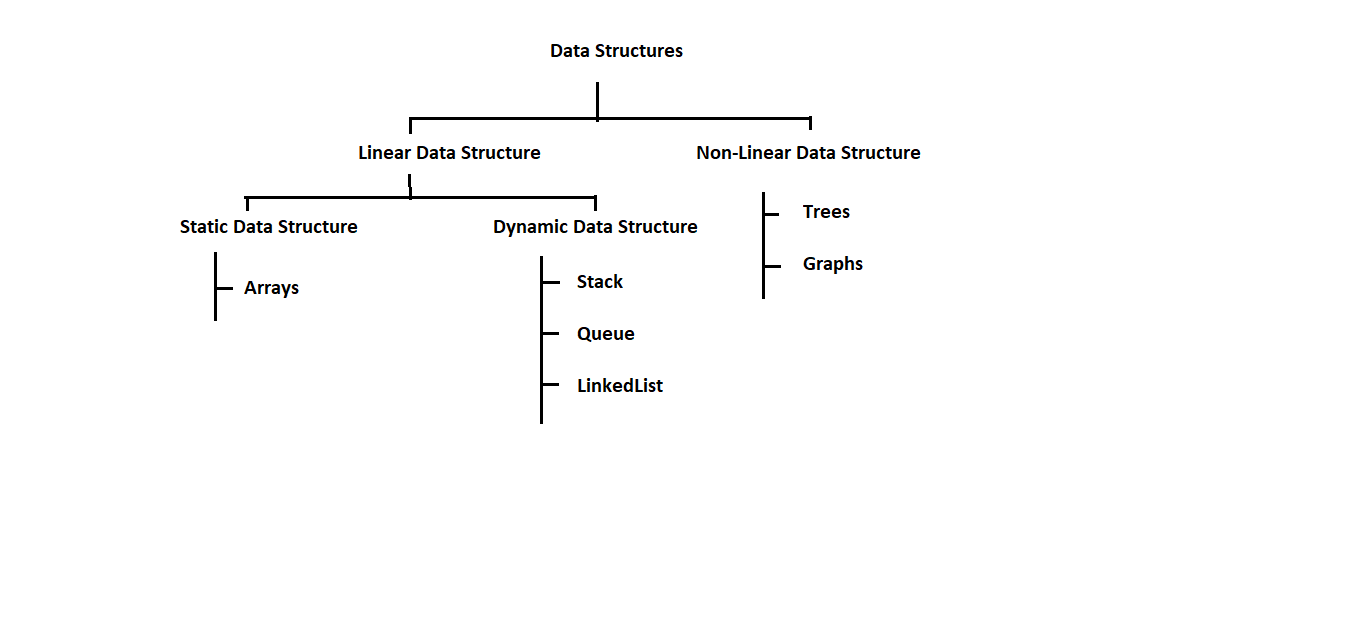 Data Structures
Linear Data Structure
Non-Linear Data Structure
Static Data Structure
Arrays
Dynamic Data Structure
Stack
Queue
LinkedList
Trees
Graphs